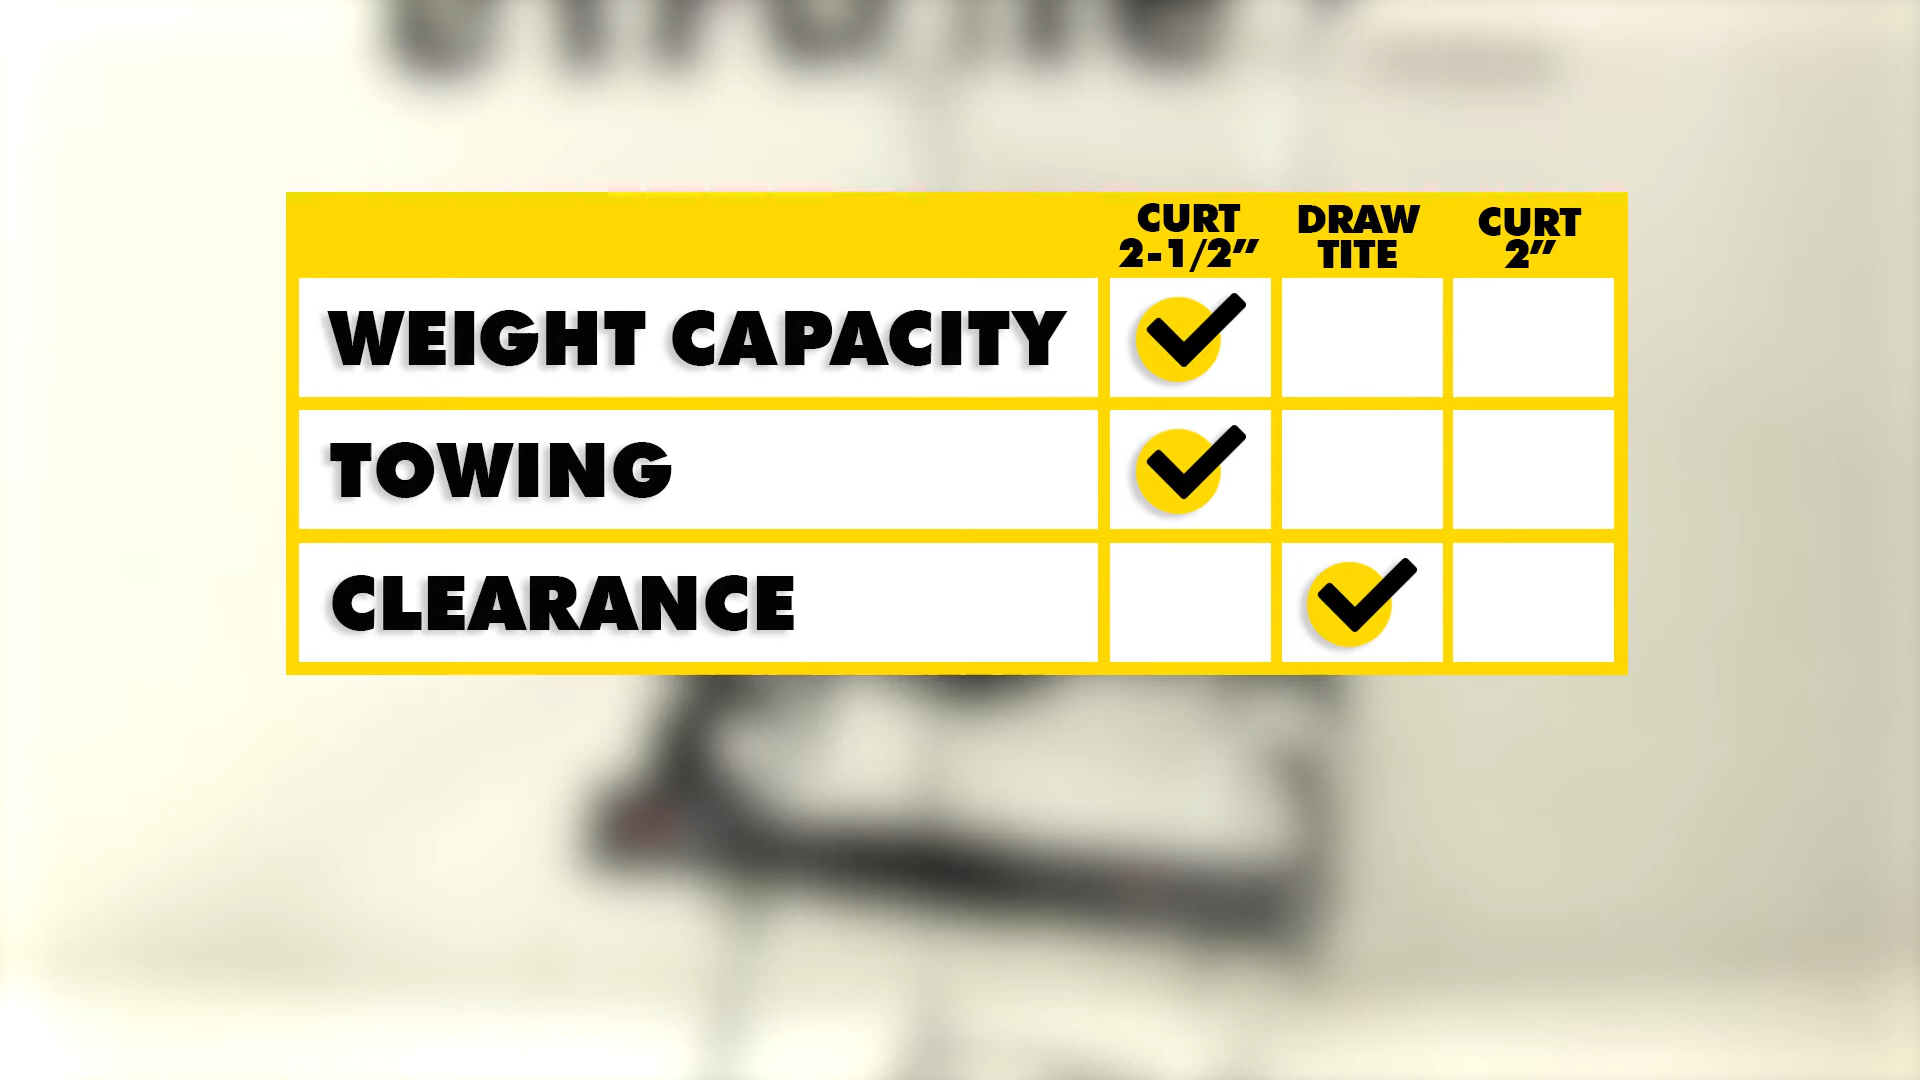 CURT
2-1/2”
DRAW
TITE
CURT
2”
WEIGHT CAPACITY
TOWING
CLEARANCE